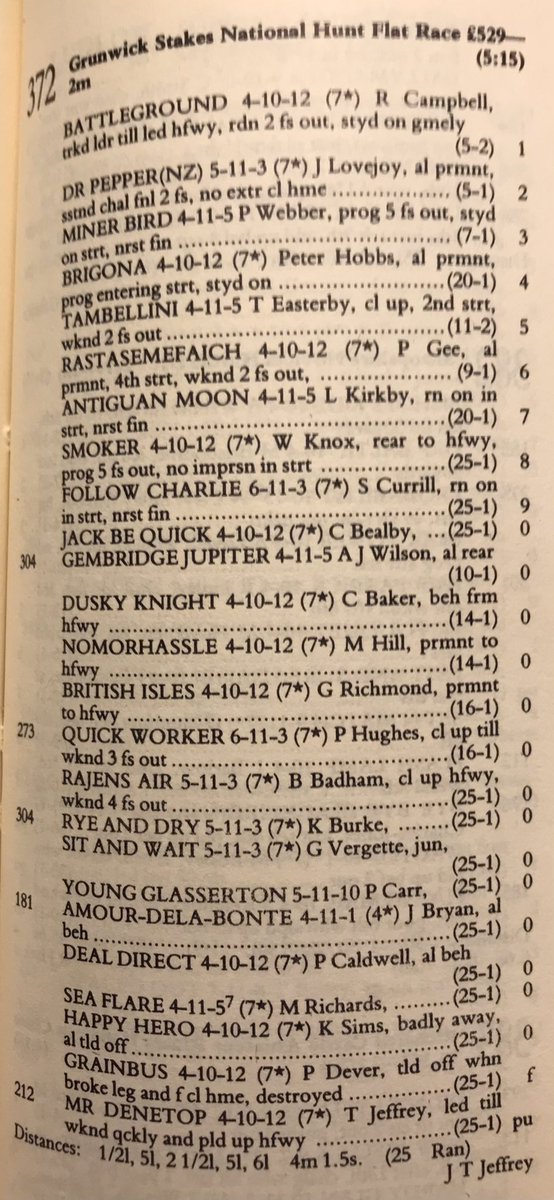 372 Grunwick Stakes National Hunt Flat Race £529—
2m (5:15)
BATTLEGROUND 4-10-12 (7*) R Campbell,
trkd ldr till led hfwy, rdn 2 fs out, styd on gmely
(5-2) 1
DR PEPPER(NZ) 5-11-3 (7*) J Lovejoy, al prmnt,
sstnd chal fnl 2 fs, no extr cl hme .................. (5-1) 2
MINER BIRD 4-11-5 P Webber, prog 5 fs out, styd
on strt, nrst fin ........................................ (7-1) 3
BRIGONA 4-10-12 (7*) Peter Hobbs, al prmnt,
prog entering strt, styd on ......................... (20-1) 4
TAMBELLINI 4-11-5 T Easterby, cl up, 2nd strt,
wknd 2 fs out ........................................ (11-2) 5
RASTASEMEFAICH 4-10-12 (7*) P Gee, al
prmnt, 4th strt, wknd 2 fs out, .................... (9-1) 6
ANTIGUAN MOON 4-11-5 L Kirkby, rn on in
strt, nrst fin ........................................ (20-1) 7
SMOKER 4-10-12 (7*) W Knox, rear to hfwy,
prog 5 fs out, no imprsn in strt .................. (25-1) 8
FOLLOW CHARLIE 6-11-3 (7*) S Currill, rn on
in strt, nrst fin ........................................ (25-1) 9
JACK BE QUICK 4-10-12 (7*) C Bealby, ...(25-1) 0
304 GEMBRIDGE JUPITER 4-11-5 A J Wilson, al rear
(10-1) 0
DUSKY KNIGHT 4-10-12 (7*) C Baker, beh frm
hfwy ........................................ (14-1) 0
NOMORHASSLE 4-10-12 (7*) M Hill, prmnt to
hfwy ........................................ (14-1) 0
BRITISH ISLES 4-10-12 (7*) G Richmond, prmnt
to hfwy ........................................ (16-1) 0
273 QUICK WORKER 6-11-3 (7*) P Hughes, cl up till
wknd 3 fs out ........................................ (16-1) 0
RAJENS AIR 5-11-3 (7*) B Badham, cl up hfwy,
wknd 4 fs out ........................................ (25-1) 0
304 RYE AND DRY 5-11-3 (7*) K Burke, ........(25-1) 0
SIT AND WAIT 5-11-3 (7*) G Vergette, jun,
(25-1) 0
181 YOUNG GLASSERTON 5-11-10 P Carr, (25-1) 0
AMOUR-DELA-BONTE 4-11-1 (4*) J Bryan, al
beh ........................................ (25-1) 0
DEAL DIRECT 4-10-12 (7*) P Caldwell, al beh
(25-1) 0
SEA FLARE 4-11-5⁷ (7*) M Richards, .........(25-1) 0
HAPPY HERO 4-10-12 (7*) K Sims, badly away,
al tld off ........................................ (25-1) 0
GRAINBUS 4-10-12 (7*) P Dever, tld off whn
broke leg and f cl hme, destroyed ............... (25-1) f
212 MR DENETOP 4-10-12 (7*) T Jeffrey, led till
wknd qckly and pld up hfwy .................. (25-1) pu
Distances: 1/2l, 5l, 2 1/2l, 5l, 6l 4m 1.5s. (25 Ran)
J T Jeffrey